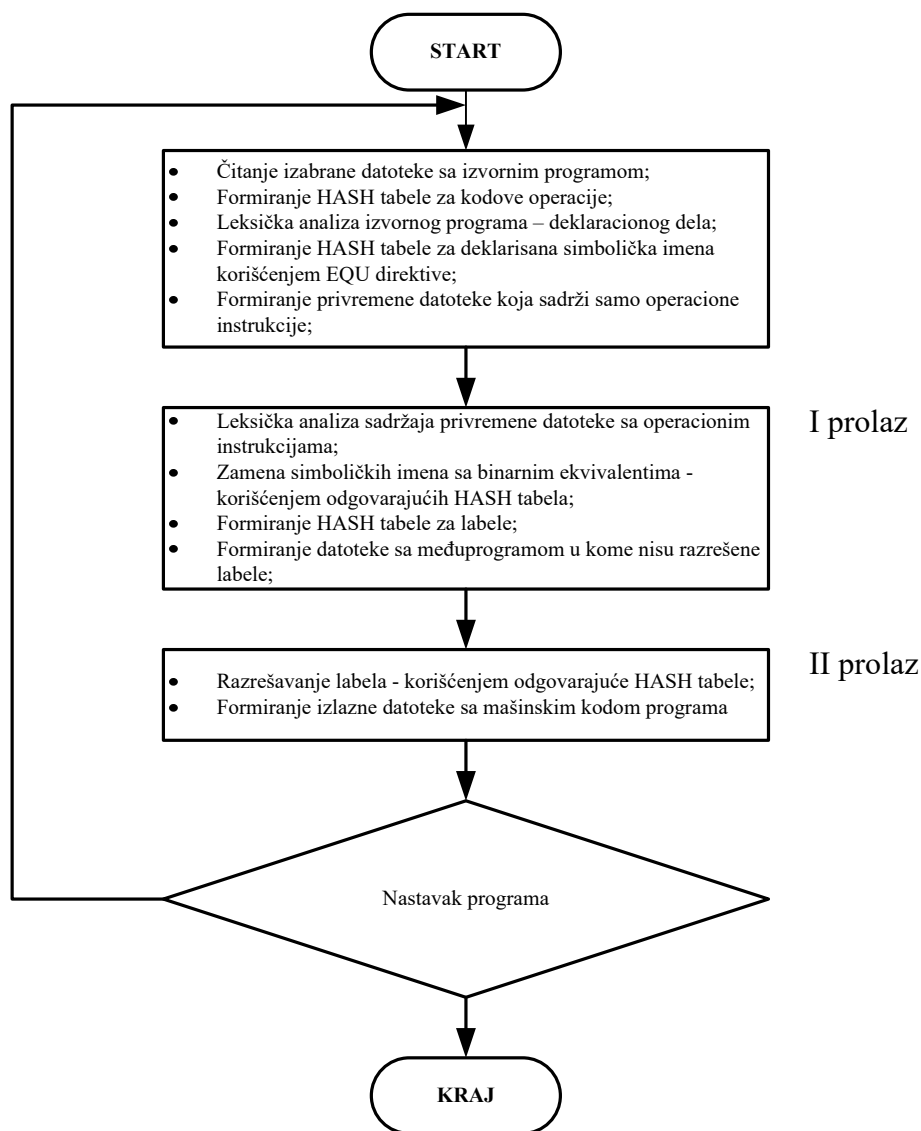 START
• Čitanje izabrane datoteke sa izvornim programom;
• Formiranje HASH tabele za kodove operacije;
• Leksička analiza izvornog programa – deklaracionog dela;
• Formiranje HASH tabele za deklarisana simbolička imena
korišćenjem EQU direktive;
• Formiranje privremene datoteke koja sadrži samo operacione
instrukcije;
I prolaz
• Leksička analiza sadržaja privremene datoteke sa operacionim
instrukcijama;
• Zamena simboličkih imena sa binarnim ekvivalentima -
korišćenjem odgovarajućih HASH tabela;
• Formiranje HASH tabele za labele;
• Formiranje datoteke sa međuprogramom u kome nisu razrešene
labele;
II prolaz
• Razrešavanje labela - korišćenjem odgovarajuće HASH tabele;
• Formiranje izlazne datoteke sa mašinskim kodom programa
Nastavak programa
KRAJ